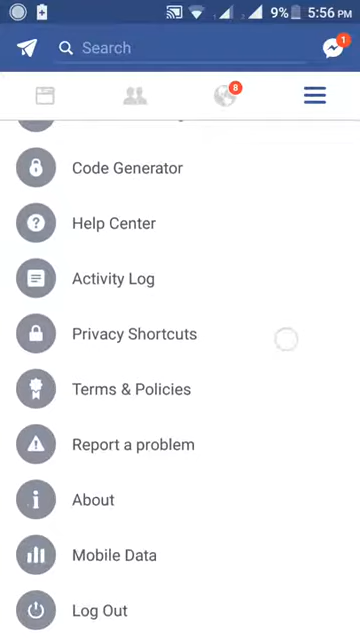 9% 5:56 PM
Search
1
8
Code Generator
Help Center
Activity Log
Privacy Shortcuts
Terms & Policies
Report a problem
About
Mobile Data
Log Out